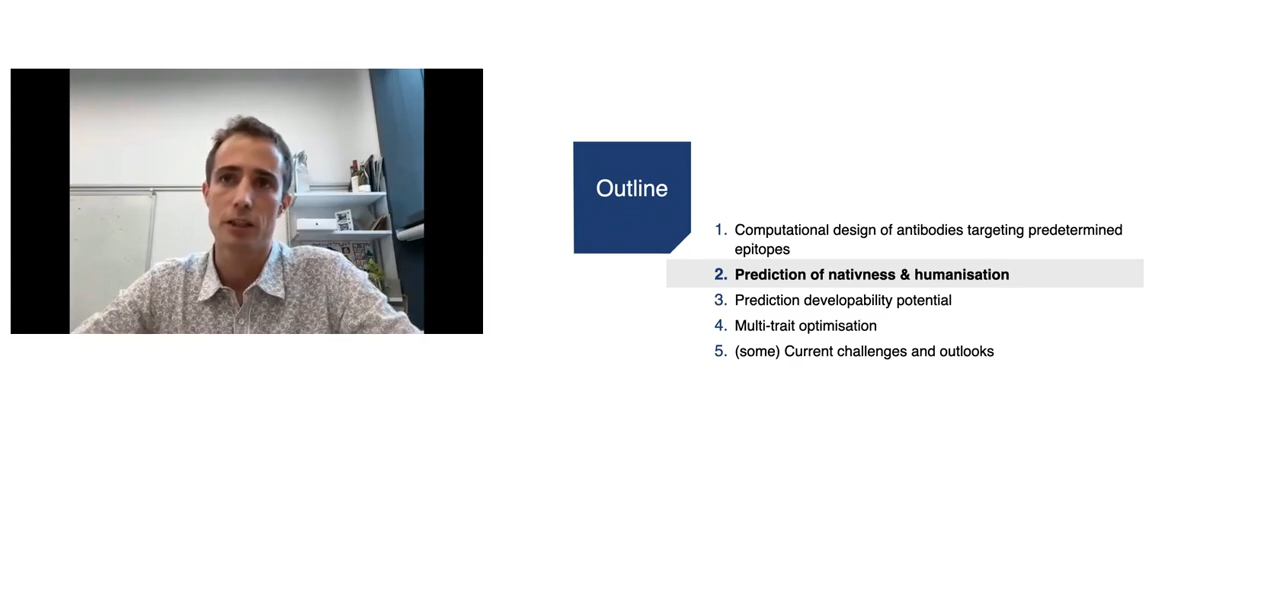 Outline
1. Computational design of antibodies targeting predetermined
epitopes
2. Prediction of nativness & humanisation
3. Prediction developability potential
4. Multi-trait optimisation
5. (some) Current challenges and outlooks